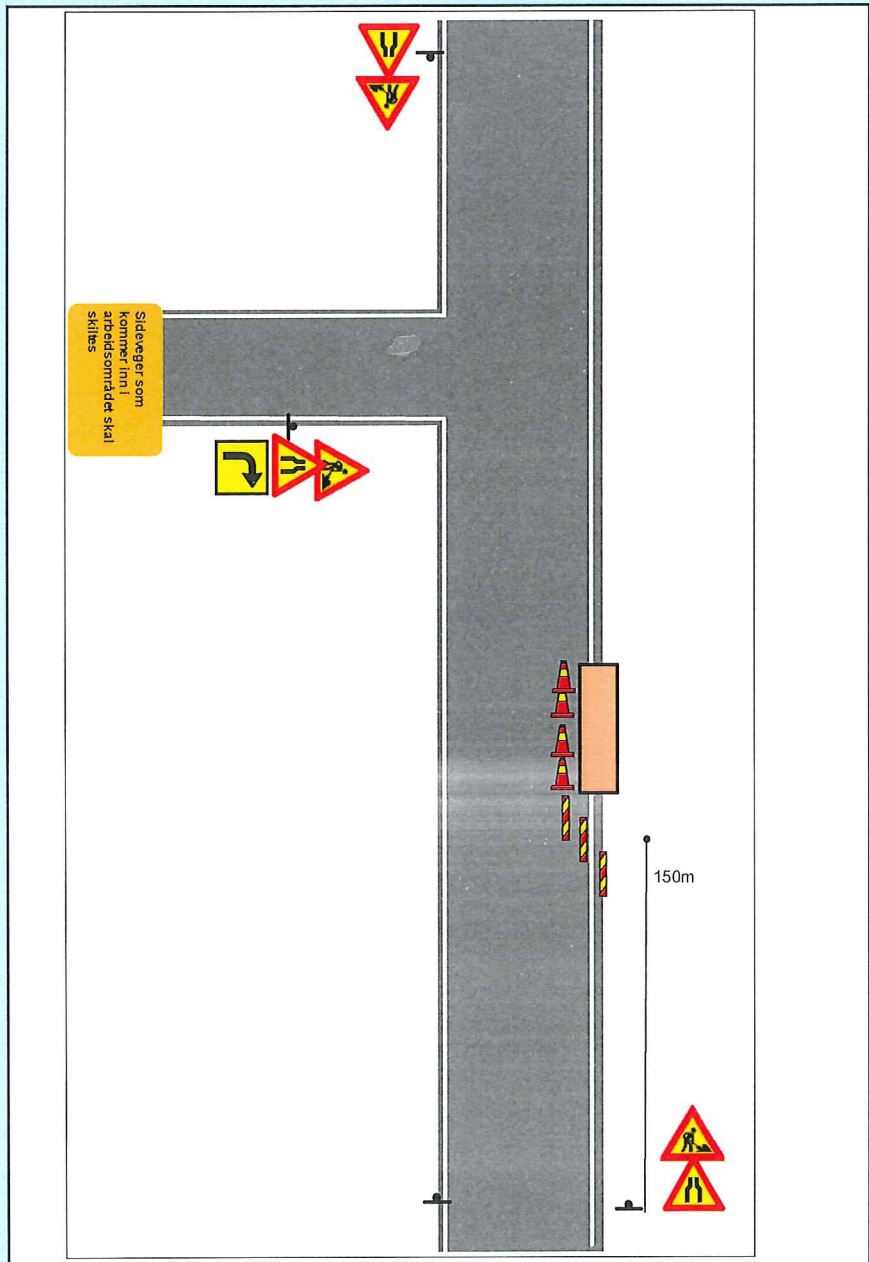 Sideveger som
kommer inn i
arbeidsområdet skal
skiltes
150m